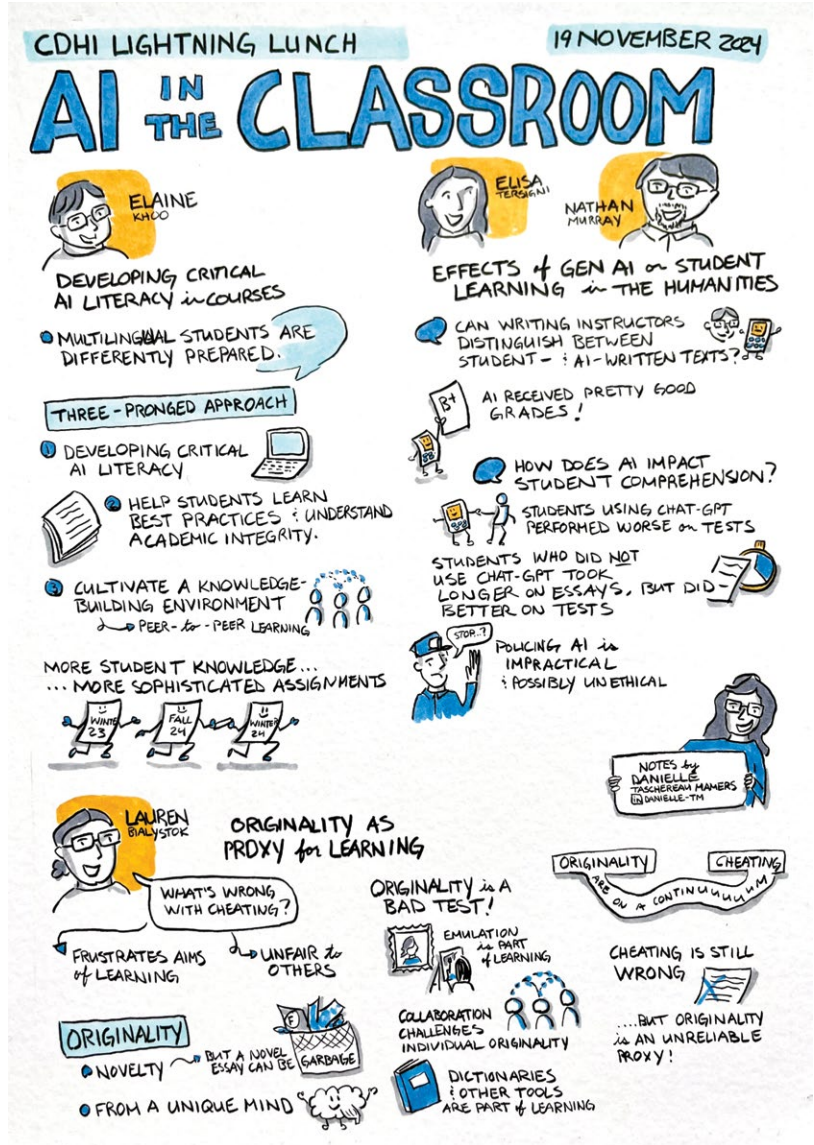 CDHI LIGHTNING LUNCH
19 NOVEMBER 2024
AI IN THE CLASSROOM
ELAINE
KHOO
DEVELOPING CRITICAL
AI LITERACY in COURSES
MULTILINGUAL STUDENTS ARE
DIFFERENTLY PREPARED.
THREE-PRONGED APPROACH
1 DEVELOPING CRITICAL
AI LITERACY
2 HELP STUDENTS LEARN
BEST PRACTICES & UNDERSTAND
ACADEMIC INTEGRITY.
3 CULTIVATE A KNOWLEDGE-
BUILDING ENVIRONMENT
PEER-to-PEER LEARNING
MORE STUDENT KNOWLEDGE...
... MORE SOPHISTICATED ASSIGNMENTS
WINTER
23
FALL
24
WINTER
24
ELISA
TERSIGNI
NATHAN
MURRAY
EFFECTS of GEN AI on STUDENT
LEARNING in THE HUMANITIES
CAN WRITING INSTRUCTORS
DISTINGUISH BETWEEN
STUDENT- & AI-WRITTEN TEXTS?
B+
AI RECEIVED PRETTY GOOD
GRADES!
HOW DOES AI IMPACT
STUDENT COMPREHENSION?
STUDENTS USING CHAT-GPT
PERFORMED WORSE on TESTS
STUDENTS WHO DID NOT
USE CHAT-GPT TOOK
LONGER ON ESSAYS, BUT DID
BETTER ON TESTS
STOP..?
POLICING AI is
IMPRACTICAL
& POSSIBLY UNETHICAL
NOTES by
DANIELLE
TASCHEREAU MAMERS
in DANIELLE-TM
LAUREN
BIALYSTOK
ORIGINALITY AS
PROXY for LEARNING
WHAT'S WRONG
WITH CHEATING?
FRUSTRATES AIMS
of LEARNING
UNFAIR to
OTHERS
ORIGINALITY
NOVELTY
BUT A NOVEL
ESSAY CAN BE
GARBAGE
FROM A UNIQUE MIND
ORIGINALITY is A
BAD TEST!
EMULATION
is PART
of LEARNING
COLLABORATION
CHALLENGES
INDIVIDUAL ORIGINALITY
DICTIONARIES
& OTHER TOOLS
ARE PART of LEARNING
ORIGINALITY
CHEATING
ARE ON A CONTINUUUUUM
CHEATING IS STILL
WRONG
....BUT ORIGINALITY
is AN UNRELIABLE
PROXY!